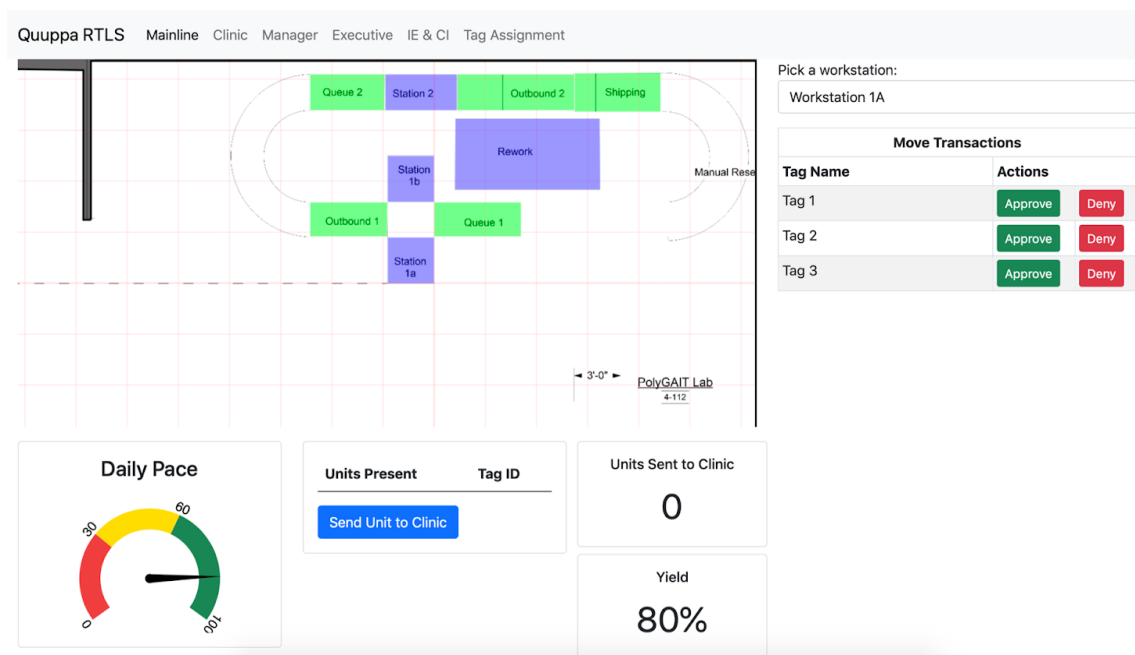 Quuppa RTLS Mainline Clinic Manager Executive IE & CI Tag Assignment
Queue 2 Station 2 Outbound 2 Shipping
Rework
Station
1b
Manual Rese
Outbound 1 Queue 1
Station
1a
3'-0"
PolyGAIT Lab
4-112
Pick a workstation:
Workstation 1A
Move Transactions
Tag Name Actions
Tag 1 Approve Deny
Tag 2 Approve Deny
Tag 3 Approve Deny
Daily Pace
0
30
60
100
Units Present Tag ID
Send Unit to Clinic
Units Sent to Clinic
0
Yield
80%